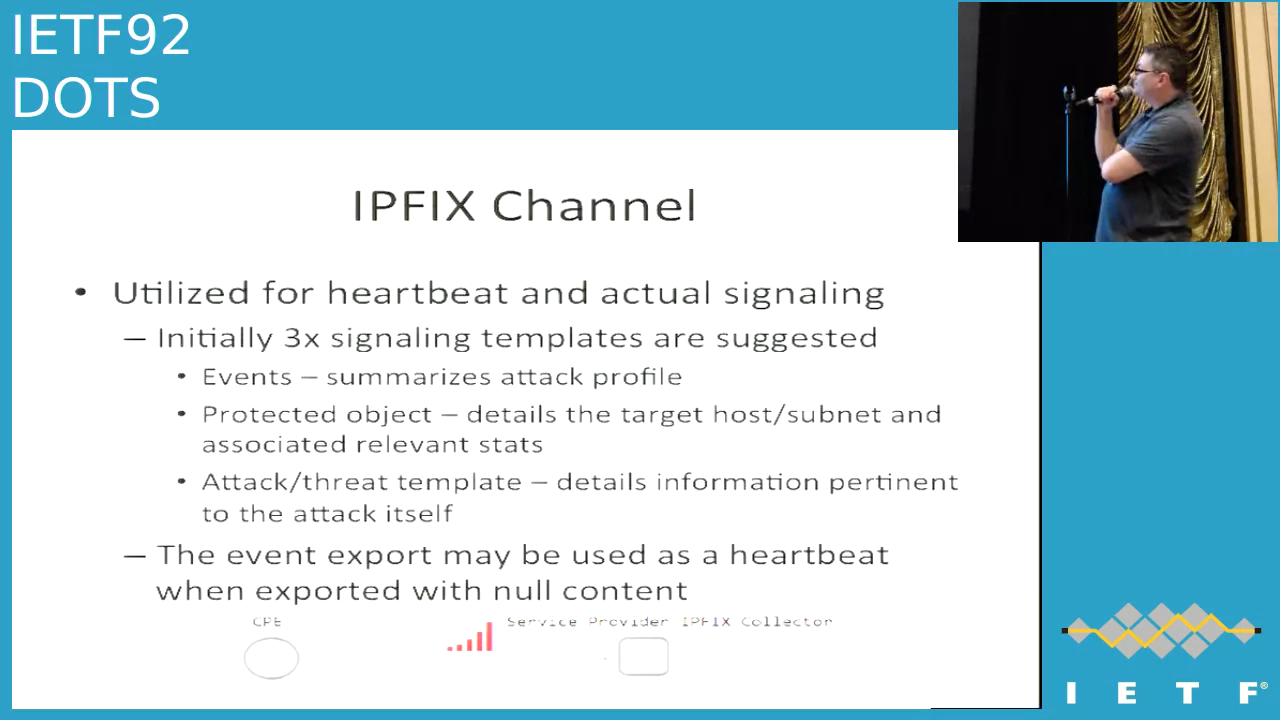 IETF92
DOTS
IPFIX Channel
• Utilized for heartbeat and actual signaling
– Initially 3x signaling templates are suggested
• Events – summarizes attack profile
• Protected object – details the target host/subnet and
associated relevant stats
• Attack/threat template – details information pertinent
to the attack itself
– The event export may be used as a heartbeat
when exported with null content
CPE
Service Provider IPFIX Collector
I E T F®